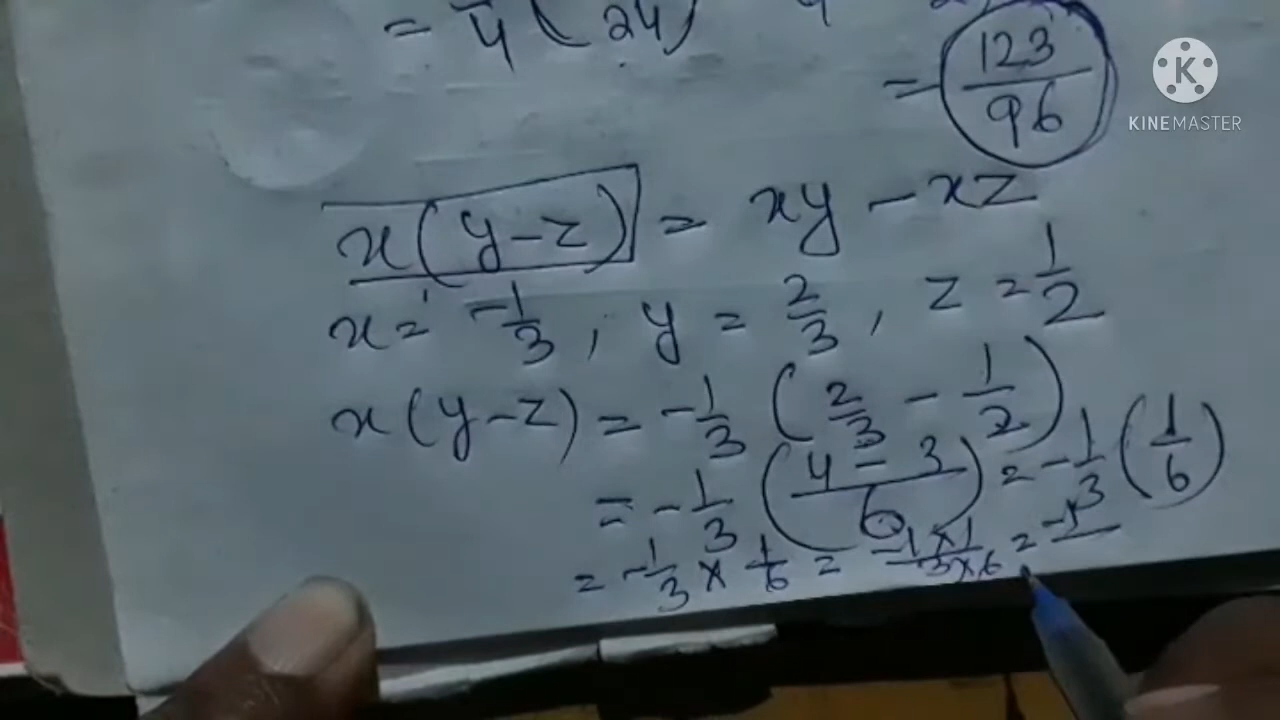 = 1/4 ( /24) 4
= 123/96
KINEMASTER
x(y-z) = xy - xz
x = -1/3, y = 2/3, z = 1/2
x(y-z) = -1/3 (2/3 - 1/2)
= -1/3 (4-3/6) = -1/3 (1/6)
= -1/3 × 1/6 = -1×1/3×6 = -1/